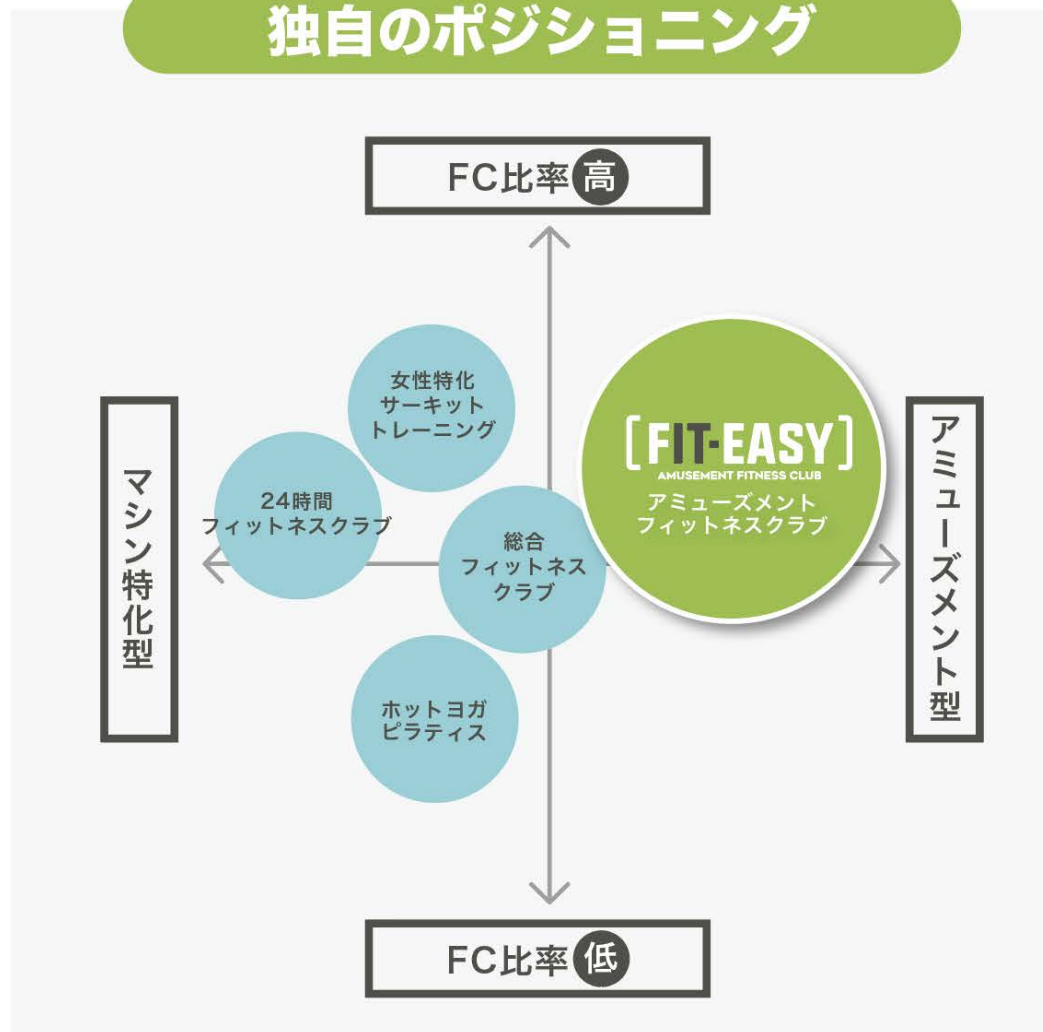 独自のポジショニング
FC比率高
女性特化
サーキット
トレーニング
24時間
フィットネスクラブ
総合
フィットネス
クラブ
ホットヨガ
ピラティス
[FIT-EASY]
AMUSEMENT FITNESS CLUB
アミューズメント
フィットネスクラブ
マシン特化型
アミューズメント型
FC比率低